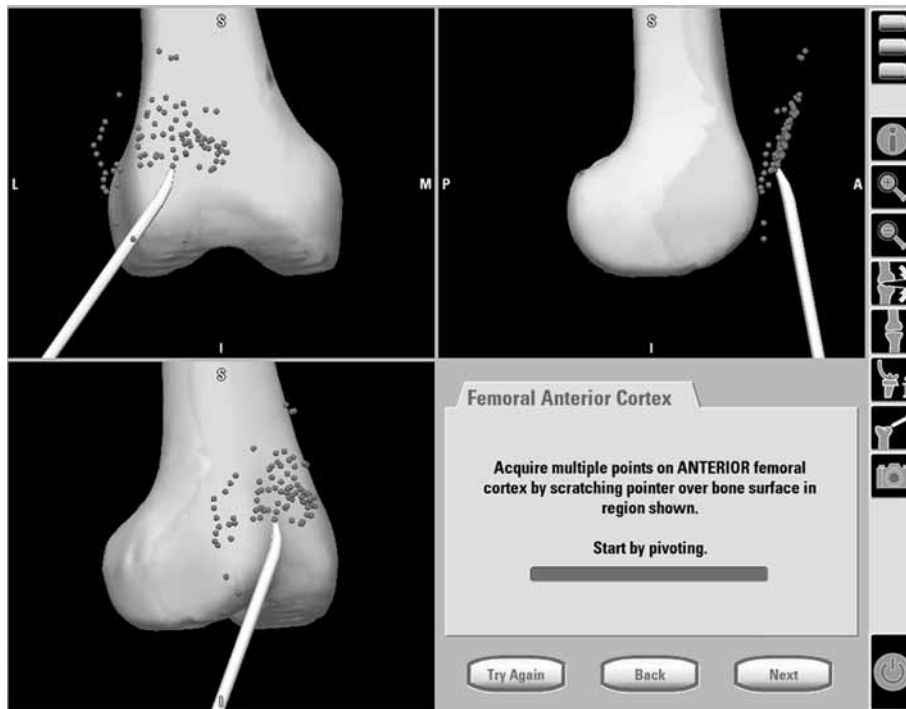 S
S
L
M
P
A
I
I
S
I
Femoral Anterior Cortex
Acquire multiple points on ANTERIOR femoral
cortex by scratching pointer over bone surface in
region shown.
Start by pivoting.
Try Again
Back
Next